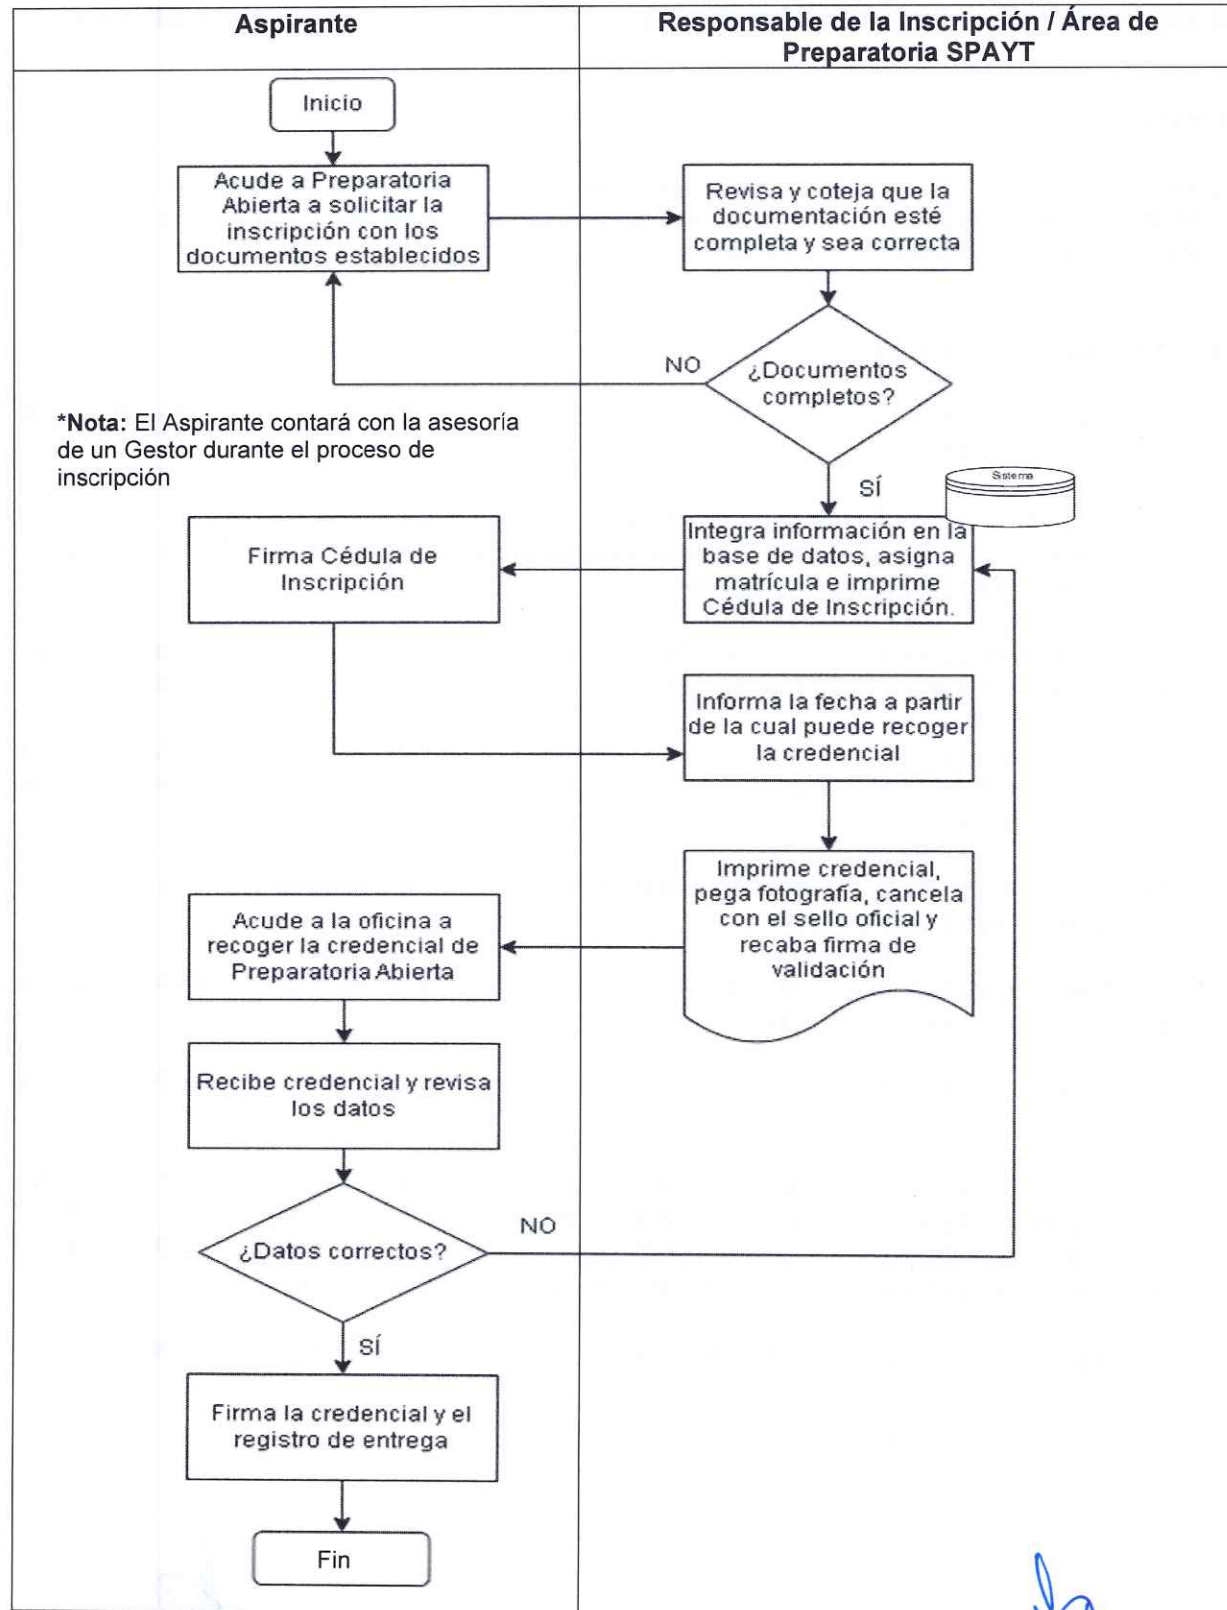 Aspirante
Responsable de la Inscripción / Área de
Preparatoria SPAYT
Inicio
Acude a Preparatoria
Abierta a solicitar la
inscripción con los
documentos establecidos
Revisa y coteja que la
documentación esté
completa y sea correcta
¿Documentos
completos?
NO
*Nota: El Aspirante contará con la asesoría
de un Gestor durante el proceso de
inscripción
SÍ
Sistema
Integra información en la
base de datos, asigna
matrícula e imprime
Cédula de Inscripción.
Firma Cédula de
Inscripción
Informa la fecha a partir
de la cual puede recoger
la credencial
Imprime credencial,
pega fotografía, cancela
con el sello oficial y
recaba firma de
validación
Acude a la oficina a
recoger la credencial de
Preparatoria Abierta
Recibe credencial y revisa
los datos
¿Datos correctos?
NO
SÍ
Firma la credencial y el
registro de entrega
Fin